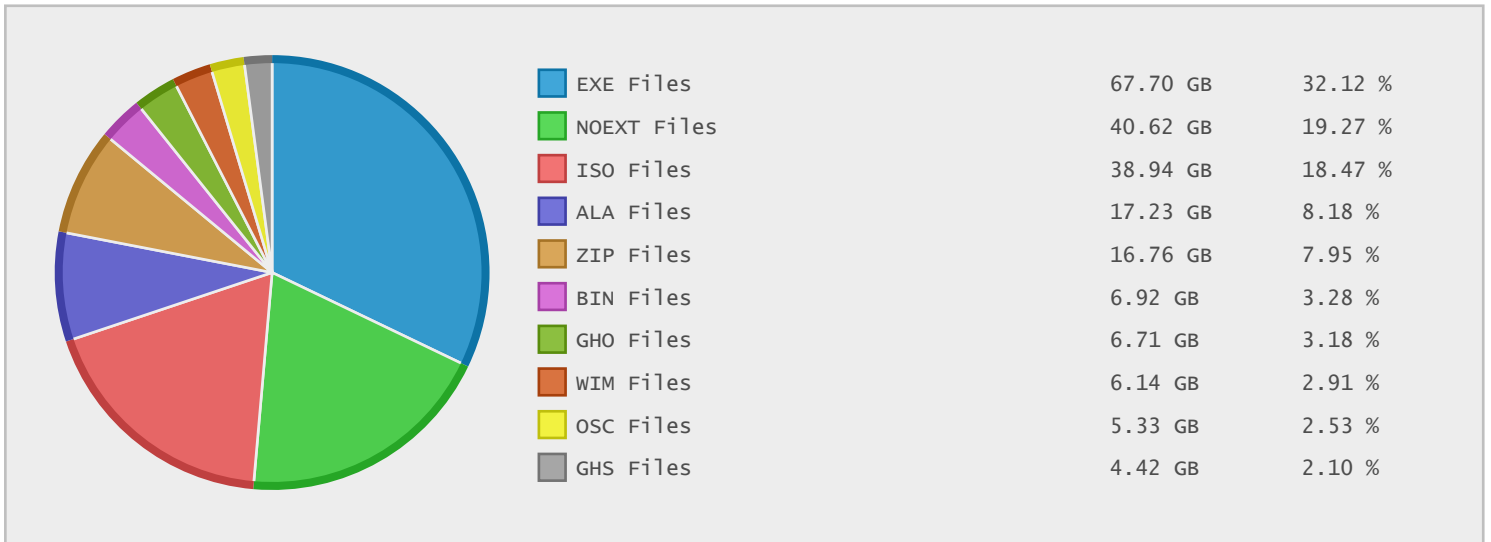 EXE Files 67.70 GB 32.12 %
NOEXT Files 40.62 GB 19.27 %
ISO Files 38.94 GB 18.47 %
ALA Files 17.23 GB 8.18 %
ZIP Files 16.76 GB 7.95 %
BIN Files 6.92 GB 3.28 %
GHO Files 6.71 GB 3.18 %
WIM Files 6.14 GB 2.91 %
OSC Files 5.33 GB 2.53 %
GHS Files 4.42 GB 2.10 %